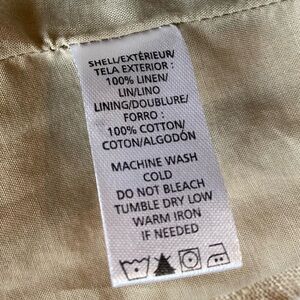 SHELL/EXTÉRIEUR/
TELA EXTERIOR :
100% LINEN/
LIN/LINO
LINING/DOUBLURE/
FORRO :
100% COTTON/
COTON/ALGODÓN
MACHINE WASH
COLD
DO NOT BLEACH
TUMBLE DRY LOW
WARM IRON
IF NEEDED